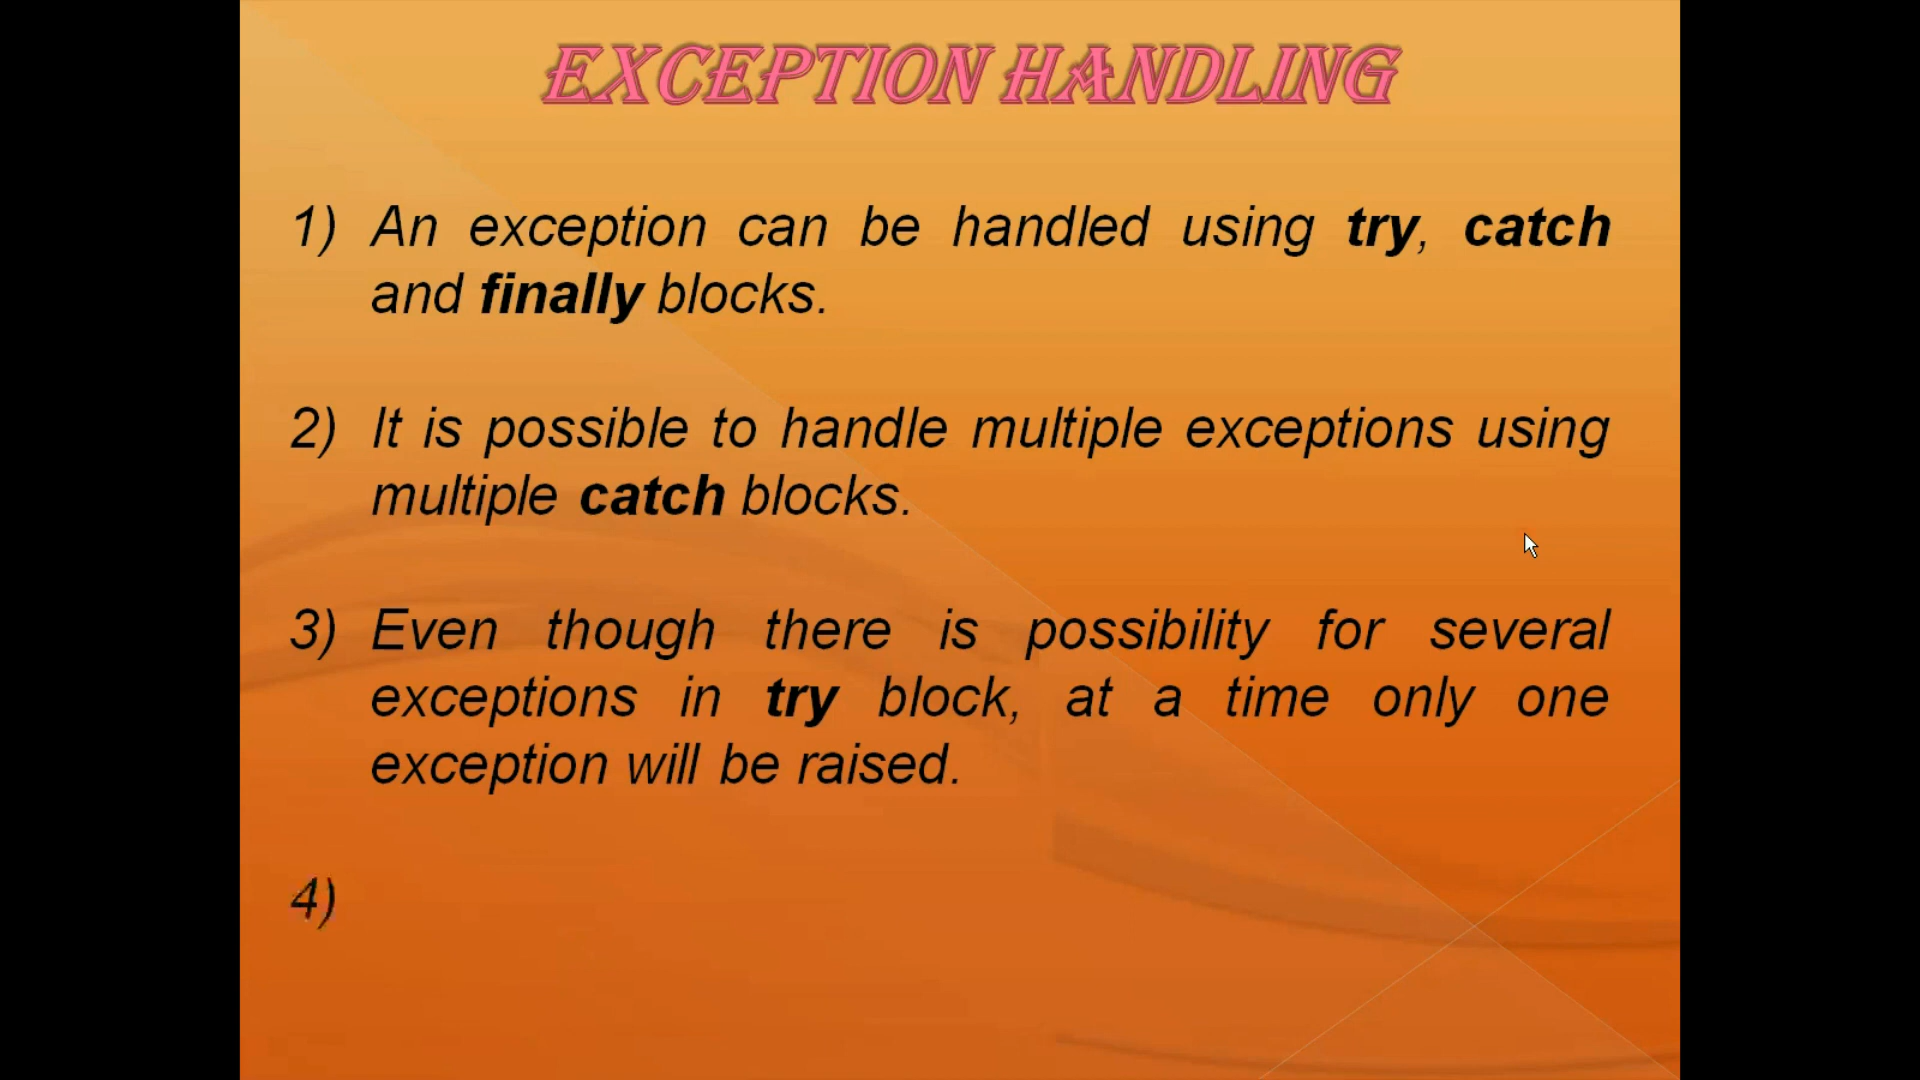 EXCEPTION HANDLING
1) An exception can be handled using try, catch
and finally blocks.
2) It is possible to handle multiple exceptions using
multiple catch blocks.
3) Even though there is possibility for several
exceptions in try block, at a time only one
exception will be raised.
4)